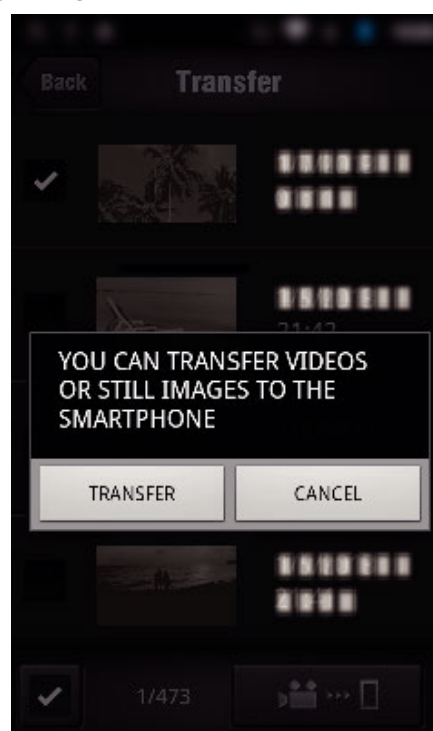 Back
Transfer
21:42
YOU CAN TRANSFER VIDEOS
OR STILL IMAGES TO THE
SMARTPHONE
TRANSFER
CANCEL
1/473